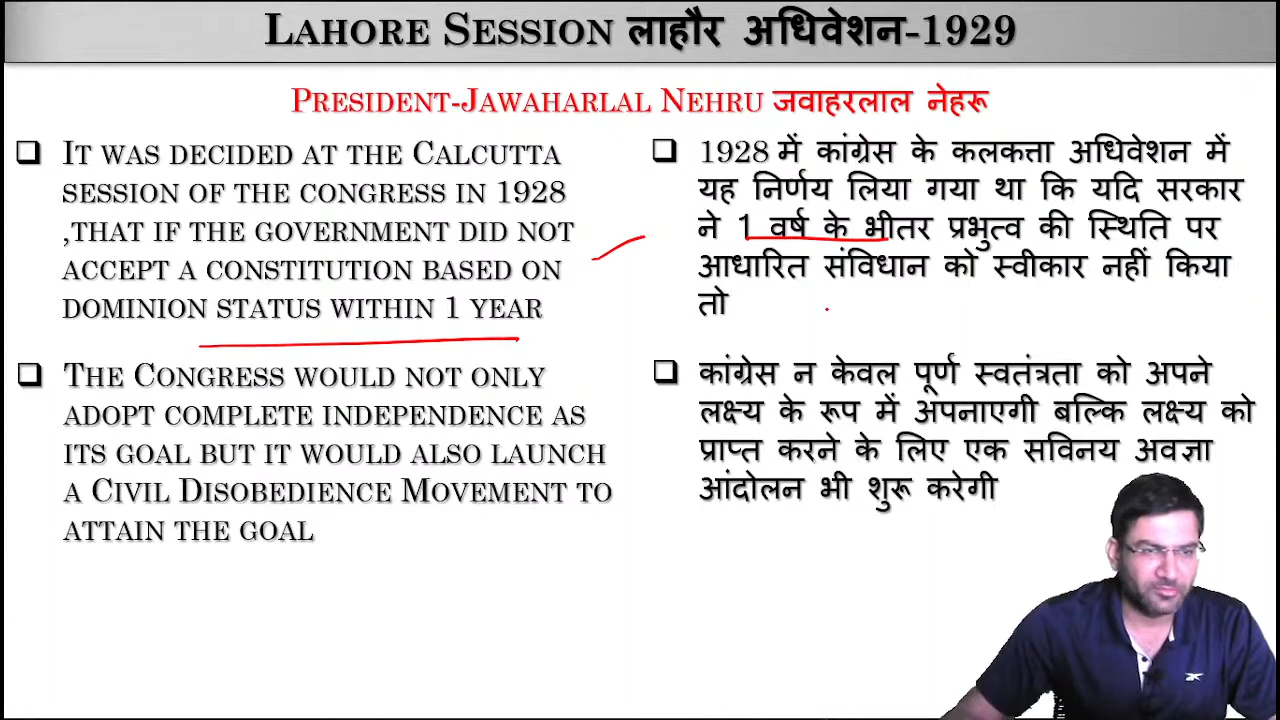 LAHORE SESSION लाहौर अधिवेशन-1929
PRESIDENT-JAWAHARLAL NEHRU जवाहरलाल नेहरू
IT WAS DECIDED AT THE CALCUTTA
SESSION OF THE CONGRESS IN 1928
,THAT IF THE GOVERNMENT DID NOT
ACCEPT A CONSTITUTION BASED ON
DOMINION STATUS WITHIN 1 YEAR
THE CONGRESS WOULD NOT ONLY
ADOPT COMPLETE INDEPENDENCE AS
ITS GOAL BUT IT WOULD ALSO LAUNCH
A CIVIL DISOBEDIENCE MOVEMENT TO
ATTAIN THE GOAL
1928 में कांग्रेस के कलकत्ता अधिवेशन में
यह निर्णय लिया गया था कि यदि सरकार
ने 1 वर्ष के भीतर प्रभुत्व की स्थिति पर
आधारित संविधान को स्वीकार नहीं किया
तो
कांग्रेस न केवल पूर्ण स्वतंत्रता को अपने
लक्ष्य के रूप में अपनाएगी बल्कि लक्ष्य को
प्राप्त करने के लिए एक सविनय अवज्ञा
आंदोलन भी शुरू करेगी